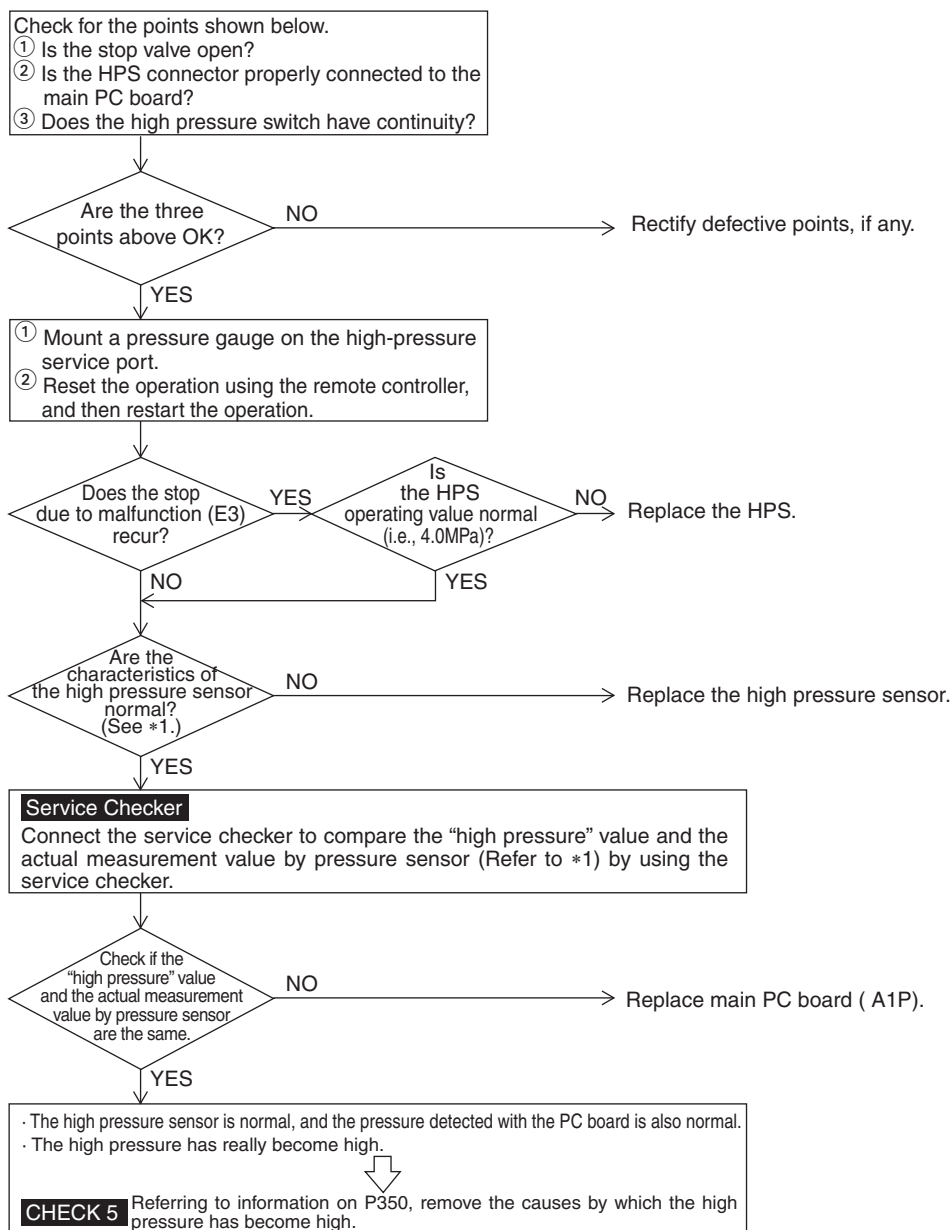 Check for the points shown below.
① Is the stop valve open?
② Is the HPS connector properly connected to the
main PC board?
③ Does the high pressure switch have continuity?
Are the three
points above OK?
NO
Rectify defective points, if any.
YES
① Mount a pressure gauge on the high-pressure
service port.
② Reset the operation using the remote controller,
and then restart the operation.
Does the stop
due to malfunction (E3)
recur?
YES
Is
the HPS
operating value normal
(i.e., 4.0MPa)?
NO
Replace the HPS.
NO
YES
Are the
characteristics of
the high pressure sensor
normal?
(See *1.)
NO
Replace the high pressure sensor.
YES
Service Checker
Connect the service checker to compare the “high pressure” value and the
actual measurement value by pressure sensor (Refer to *1) by using the
service checker.
Check if the
“high pressure” value
and the actual measurement
value by pressure sensor
are the same.
NO
Replace main PC board ( A1P).
YES
· The high pressure sensor is normal, and the pressure detected with the PC board is also normal.
· The high pressure has really become high.
CHECK 5 Referring to information on P350, remove the causes by which the high
pressure has become high.